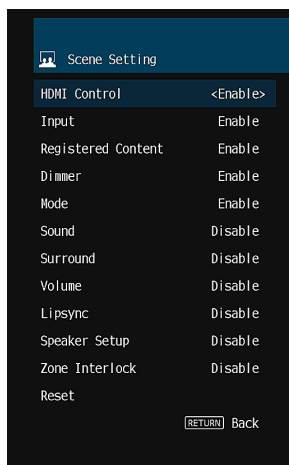 Scene Setting
HDMI Control <Enable>
Input Enable
Registered Content Enable
Dimmer Enable
Mode Enable
Sound Disable
Surround Disable
Volume Disable
Lipsync Disable
Speaker Setup Disable
Zone Interlock Disable
Reset
RETURN Back